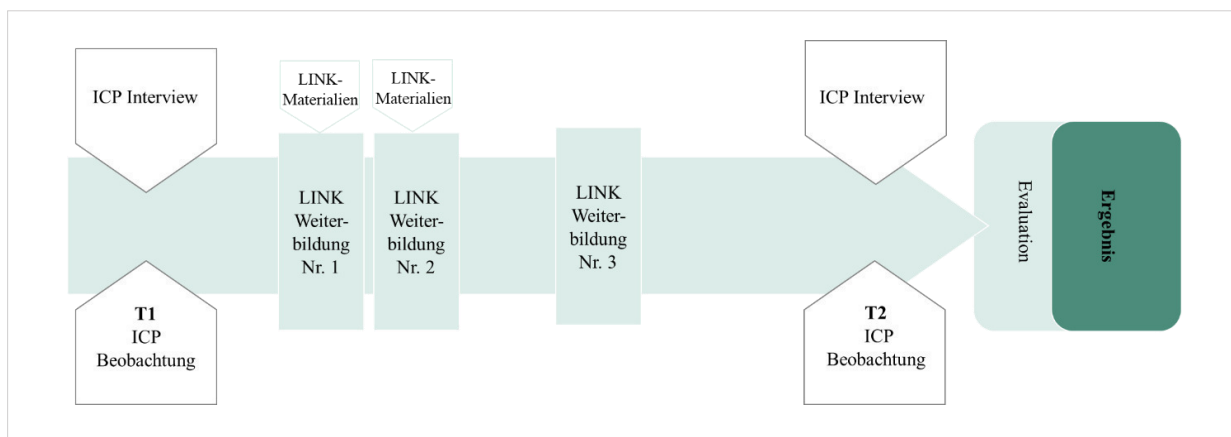 ICP Interview
LINK-
Materialien
LINK-
Materialien
ICP Interview
LINK
Weiter-
bildung
Nr. 1
LINK
Weiter-
bildung
Nr. 2
LINK
Weiter-
bildung
Nr. 3
Evaluation
Ergebnis
T1
ICP
Beobachtung
T2
ICP
Beobachtung